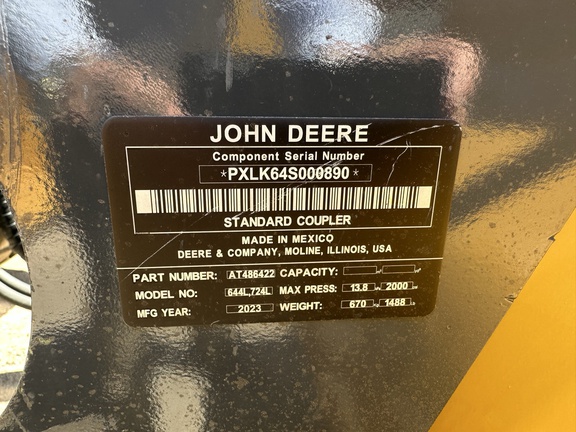 JOHN DEERE
Component Serial Number
*PXLK64S000890*
STANDARD COUPLER
MADE IN MEXICO
DEERE & COMPANY, MOLINE, ILLINOIS, USA
PART NUMBER: AT486422 CAPACITY:
MODEL NO: 644L,724L MAX PRESS: 13.8 2000
MFG YEAR: 2023 WEIGHT: 670 1488